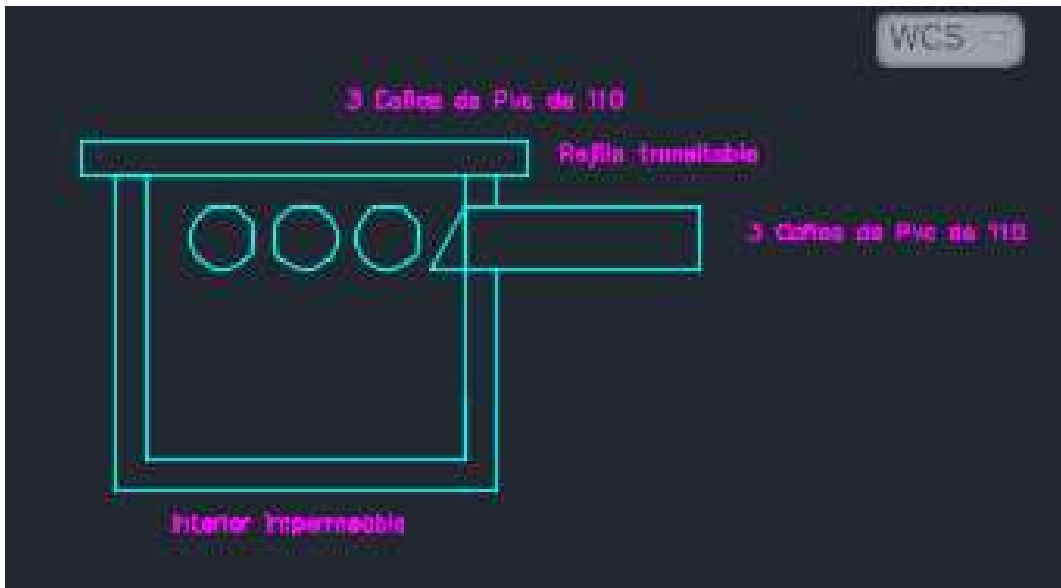 WCS
3 Caños de Pvc de 110
Rejilla transitable
3 Caños de Pvc de 110
Interior impermeable